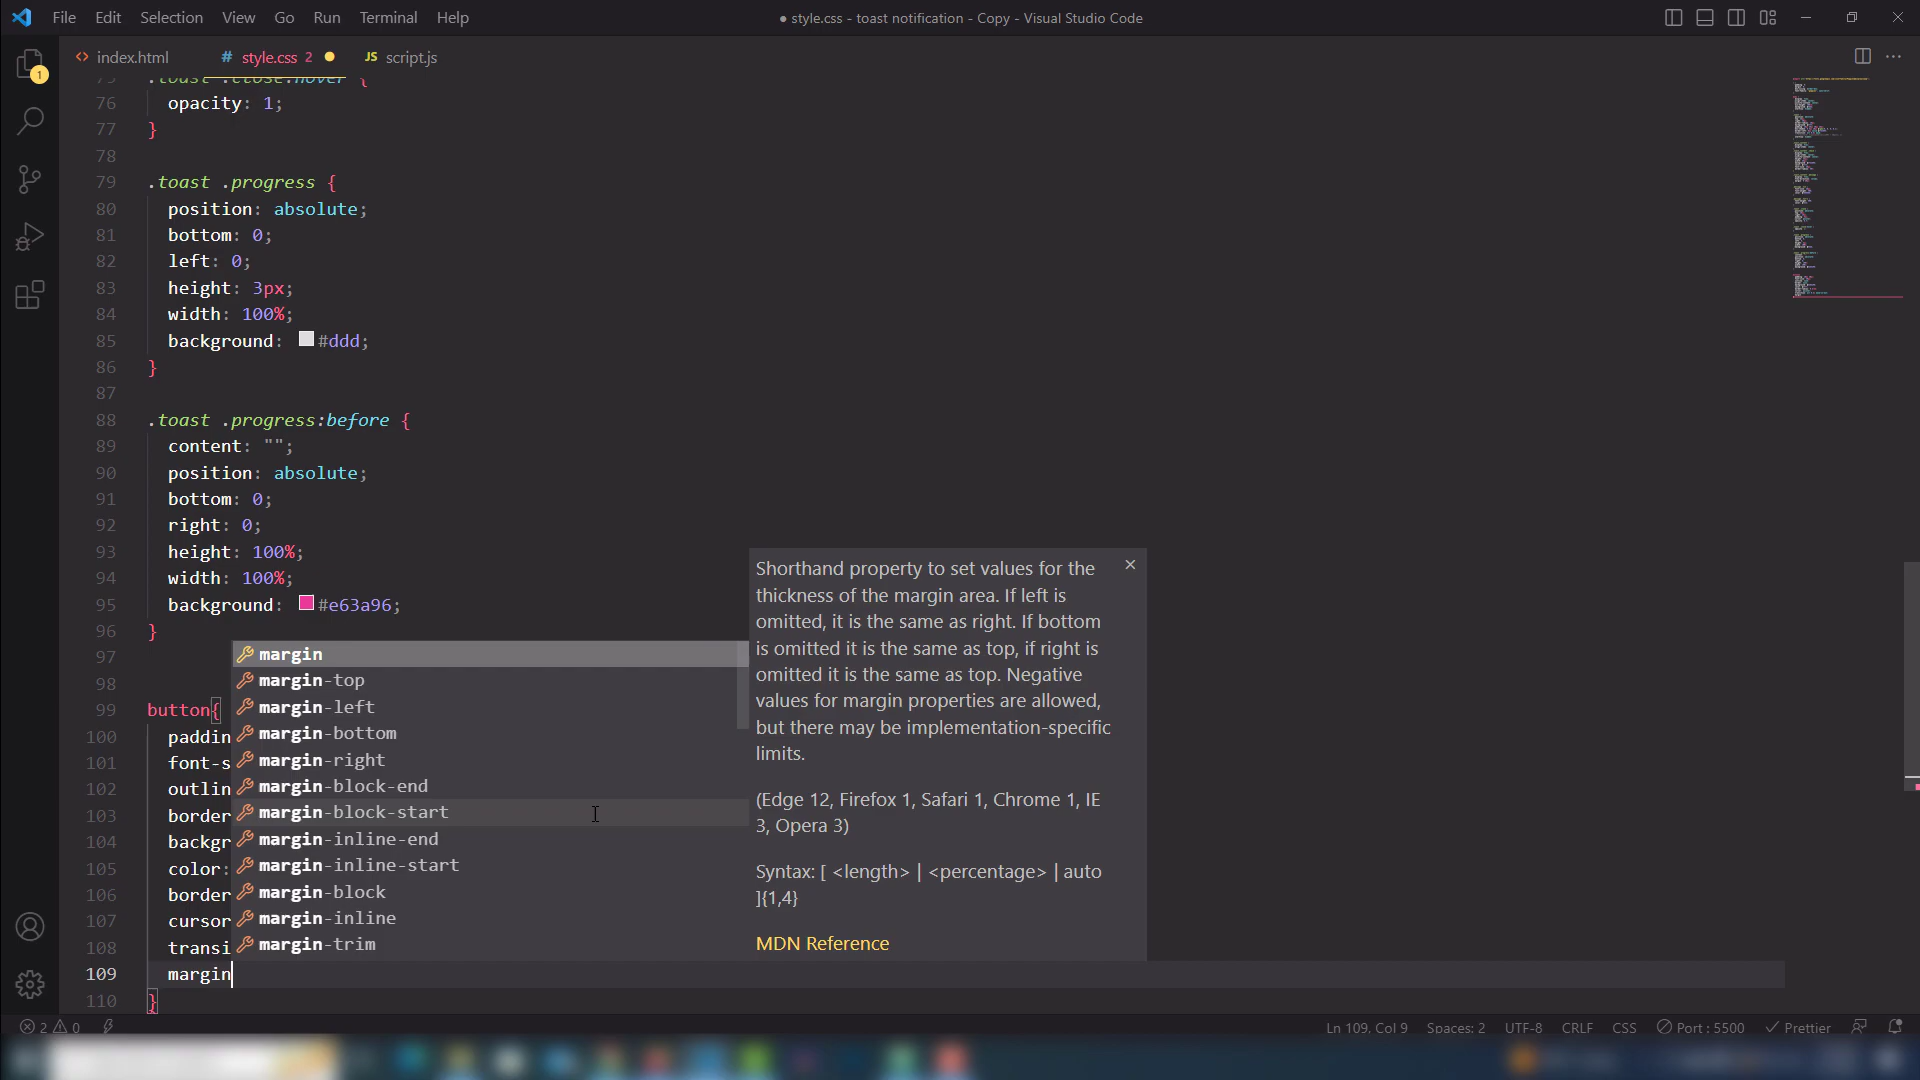 File Edit Selection View Go Run Terminal Help
● style.css - toast notification - Copy - Visual Studio Code
1
<> index.html
# style.css 2
JS script.js
.toast .close:hover {
76 opacity: 1;
77 }
78
79 .toast .progress {
80 position: absolute;
81 bottom: 0;
82 left: 0;
83 height: 3px;
84 width: 100%;
85 background: #ddd;
86 }
87
88 .toast .progress:before {
89 content: "";
90 position: absolute;
91 bottom: 0;
92 right: 0;
93 height: 100%;
94 width: 100%;
95 background: #e63a96;
96 }
97
98
99 button{
100 paddin
101 font-s
102 outlin
103 border
104 backgr
105 color:
106 border
107 cursor
108 transi
109 margin
110 }
margin
margin-top
margin-left
margin-bottom
margin-right
margin-block-end
margin-block-start
margin-inline-end
margin-inline-start
margin-block
margin-inline
margin-trim
Shorthand property to set values for the
thickness of the margin area. If left is
omitted, it is the same as right. If bottom
is omitted it is the same as top, if right is
omitted it is the same as top. Negative
values for margin properties are allowed,
but there may be implementation-specific
limits.
(Edge 12, Firefox 1, Safari 1, Chrome 1, IE
3, Opera 3)
Syntax: [ <length> | <percentage> | auto
]{1,4}
MDN Reference
2 0
Ln 109, Col 9 Spaces: 2 UTF-8 CRLF CSS Port : 5500 Prettier